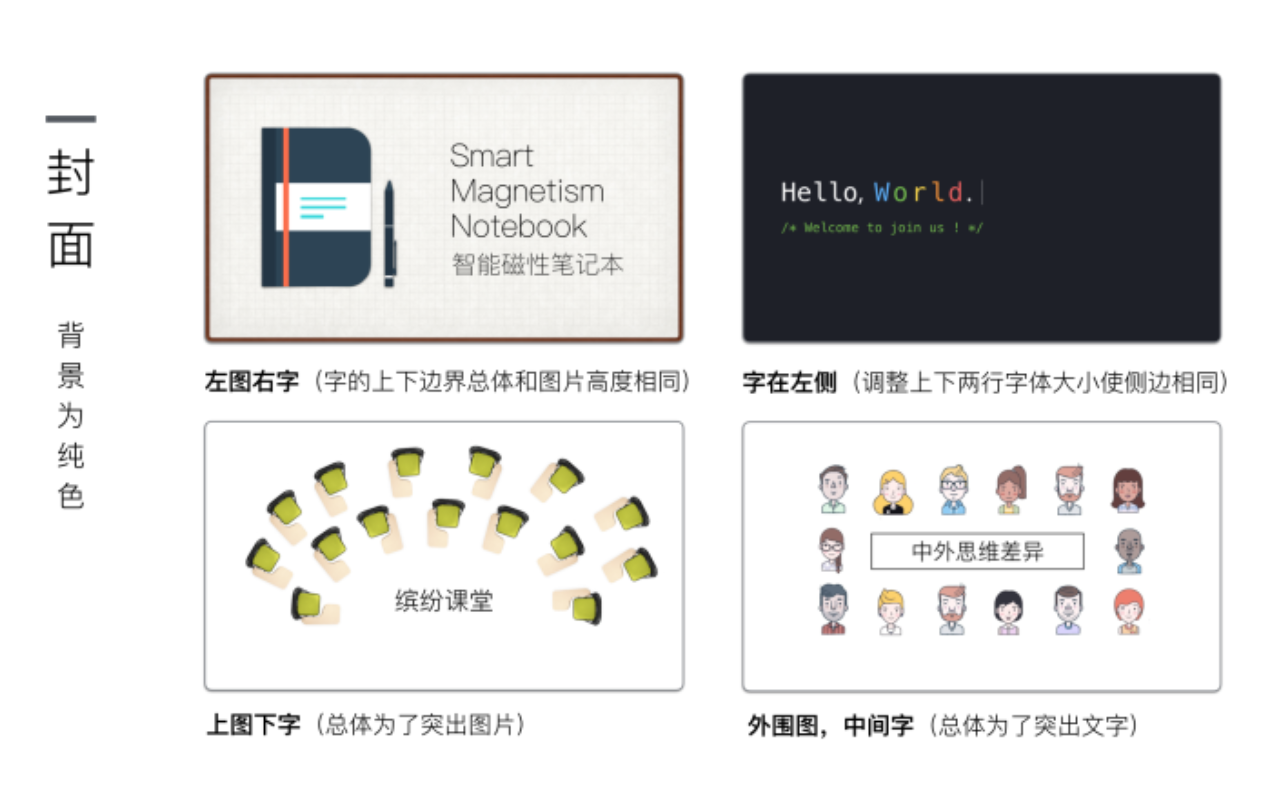 封面
背景为纯色
Smart
Magnetism
Notebook
智能磁性笔记本
左图右字（字的上下边界总体和图片高度相同）
Hello, World.
/* Welcome to join us ! */
字在左侧（调整上下两行字体大小使侧边相同）
缤纷课堂
上图下字（总体为了突出图片）
中外思维差异
外围图，中间字（总体为了突出文字）